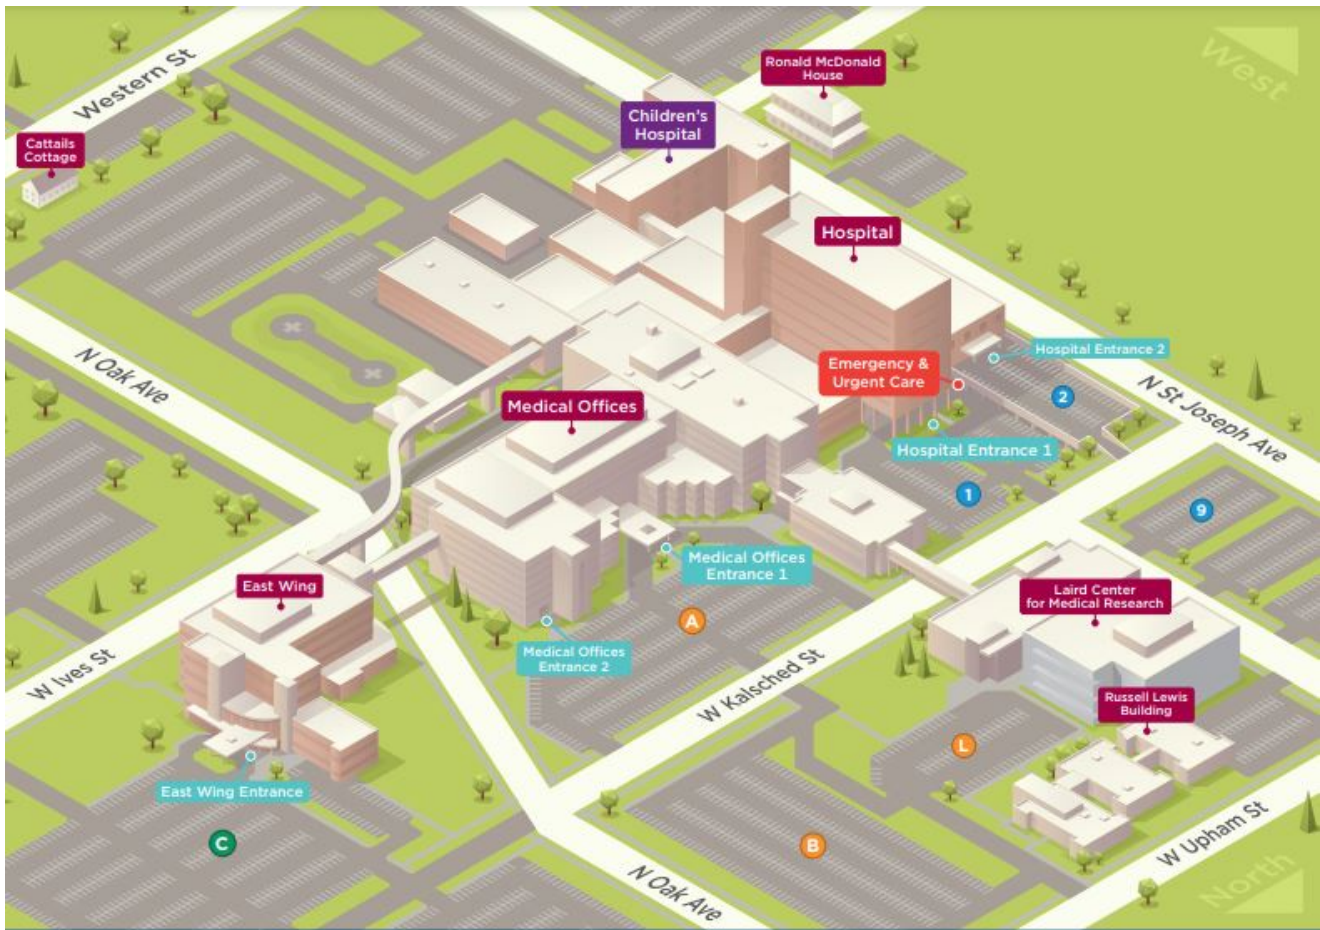 West
Western St
Ronald McDonald
House
Children's
Hospital
Cattails
Cottage
Hospital
Hospital Entrance 2
N Oak Ave
Emergency &
Urgent Care
N St Joseph Ave
2
Medical Offices
Hospital Entrance 1
1
9
Medical Offices
Entrance 1
East Wing
Laird Center
for Medical Research
A
Medical Offices
Entrance 2
W Ives St
W Kalsched St
Russell Lewis
Building
L
East Wing Entrance
C
B
W Upham St
N Oak Ave
North